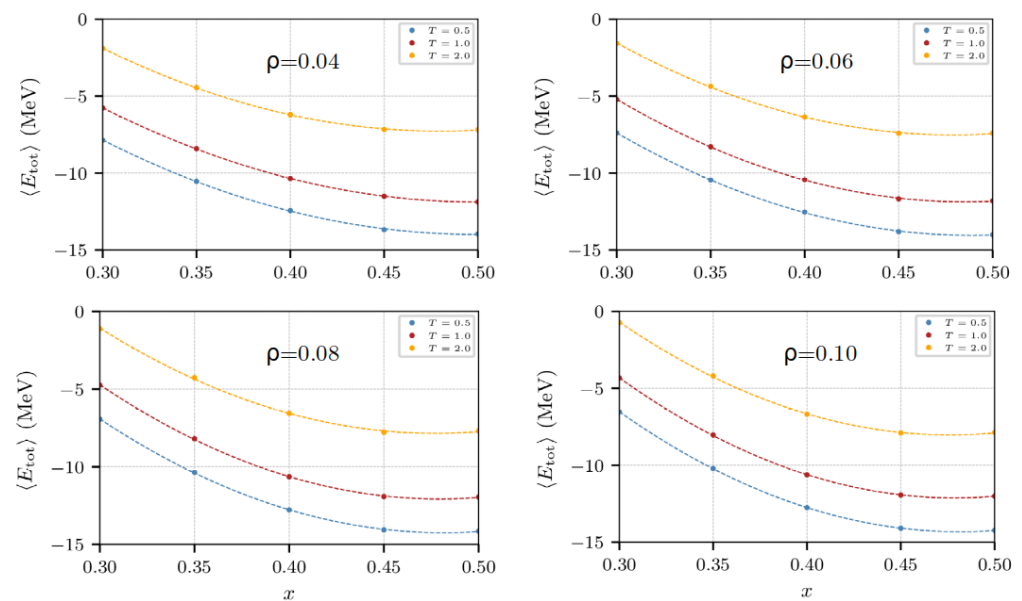 ρ=0.04
T = 0.5
T = 1.0
T = 2.0
0
−5
−10
−15
⟨E_tot⟩ (MeV)
0.30 0.35 0.40 0.45 0.50
ρ=0.06
T = 0.5
T = 1.0
T = 2.0
0
−5
−10
−15
⟨E_tot⟩ (MeV)
0.30 0.35 0.40 0.45 0.50
ρ=0.08
T = 0.5
T = 1.0
T = 2.0
0
−5
−10
−15
⟨E_tot⟩ (MeV)
0.30 0.35 0.40 0.45 0.50
x
ρ=0.10
T = 0.5
T = 1.0
T = 2.0
0
−5
−10
−15
⟨E_tot⟩ (MeV)
0.30 0.35 0.40 0.45 0.50
x